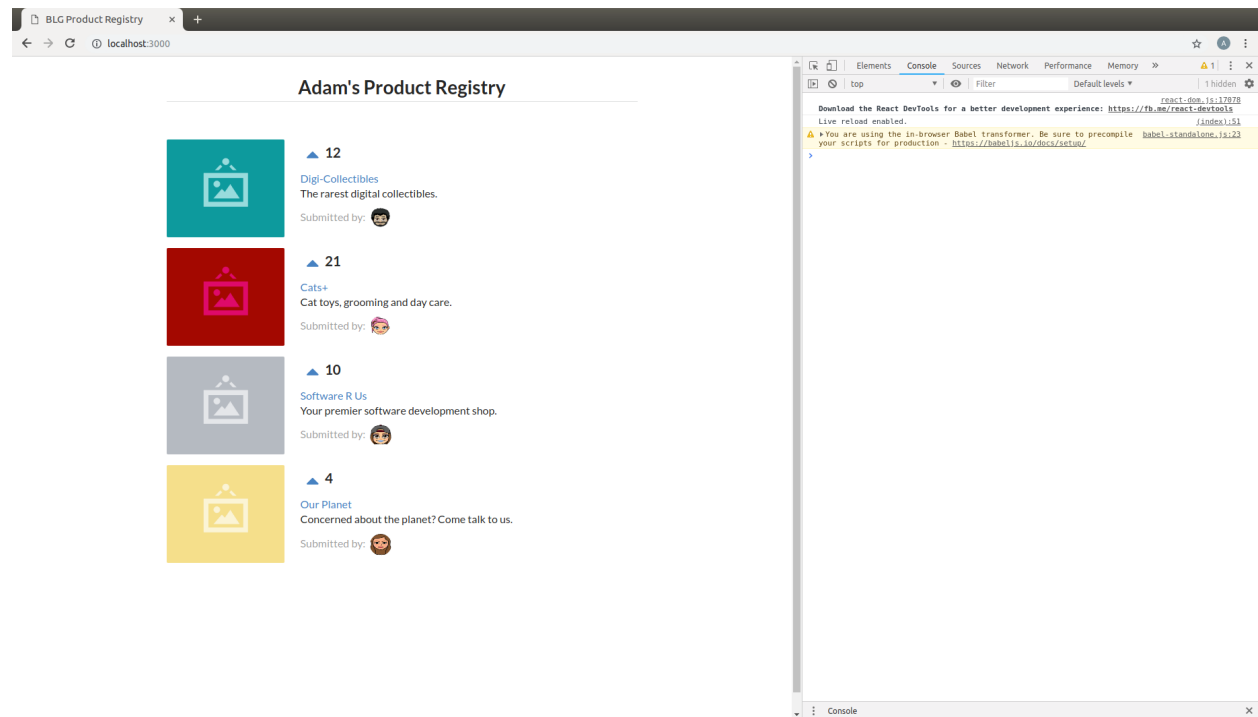 BLG Product Registry
localhost:3000
A
Adam's Product Registry
12
Digi-Collectibles
The rarest digital collectibles.
Submitted by:
21
Cats+
Cat toys, grooming and day care.
Submitted by:
10
Software R Us
Your premier software development shop.
Submitted by:
4
Our Planet
Concerned about the planet? Come talk to us.
Submitted by:
Elements Console Sources Network Performance Memory » 1
top Filter Default levels ▼ 1 hidden
react-dom.js:17078
Download the React DevTools for a better development experience: https://fb.me/react-devtools
Live reload enabled. (index):51
You are using the in-browser Babel transformer. Be sure to precompile babel-standalone.js:23
your scripts for production - https://babeljs.io/docs/setup/
Console